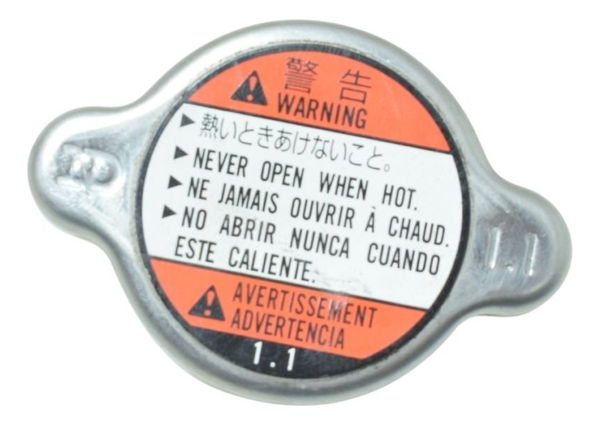 警告
WARNING
▶熱いときあけないこと。
▶NEVER OPEN WHEN HOT.
▶NE JAMAIS OUVRIR À CHAUD.
▶NO ABRIR NUNCA CUANDO
ESTE CALIENTE.
AVERTISSEMENT
ADVERTENCIA
1.1
B
1.1